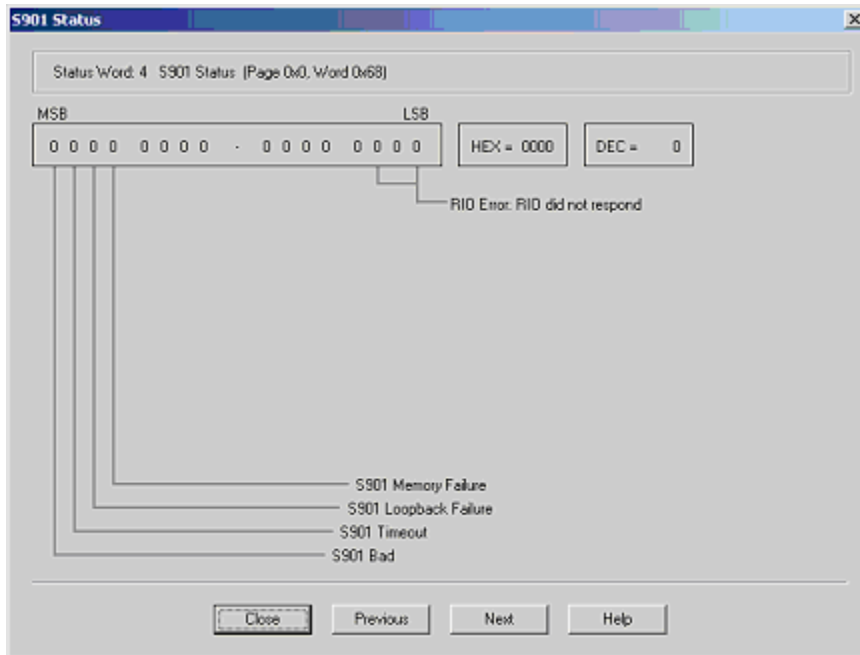 S901 Status
Status Word: 4 S901 Status (Page 0x0, Word 0x68)
MSB LSB
0 0 0 0 0 0 0 0 - 0 0 0 0 0 0 0 0 HEX = 0000 DEC = 0
RIO Error: RIO did not respond
S901 Memory Failure
S901 Loopback Failure
S901 Timeout
S901 Bad
Close Previous Next Help